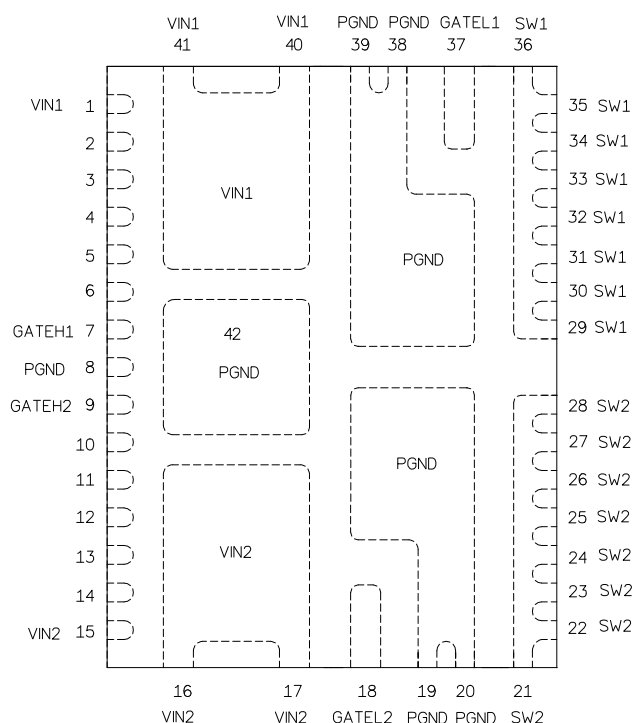 VIN1 VIN1 PGND PGND GATEL1 SW1
41 40 39 38 37 36
VIN1 1 35 SW1
2 34 SW1
3 33 SW1
VIN1
4 32 SW1
5 31 SW1
PGND
6 30 SW1
GATEH1 7 29 SW1
42
PGND 8
PGND
GATEH2 9 28 SW2
10 27 SW2
PGND
11 26 SW2
12 25 SW2
VIN2
13 24 SW2
14 23 SW2
VIN2 15 22 SW2
16 17 18 19 20 21
VIN2 VIN2 GATEL2 PGND PGND SW2